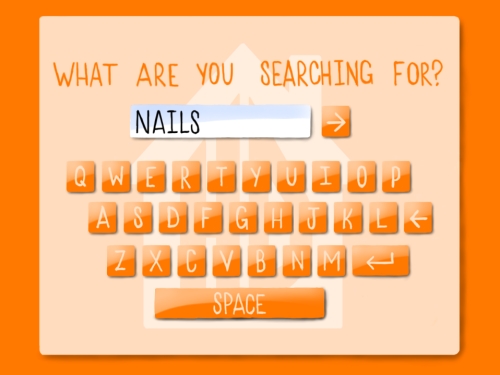 WHAT ARE YOU SEARCHING FOR?
NAILS →
Q W E R T Y U I O P
A S D F G H J K L ←
Z X C V B N M ↵
SPACE